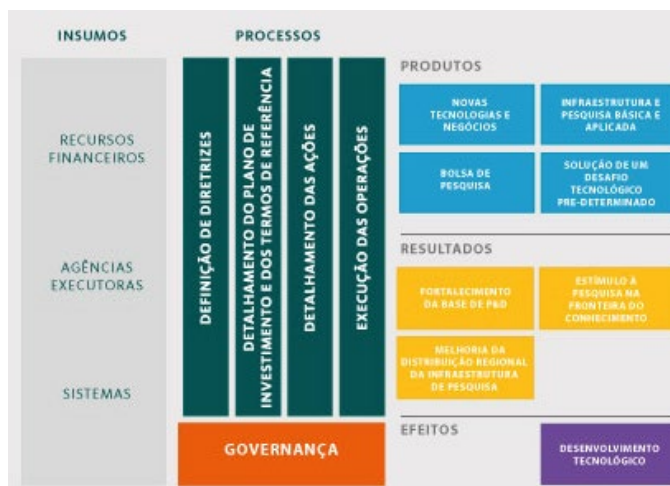 INSUMOS
RECURSOS
FINANCEIROS
AGÊNCIAS
EXECUTORAS
SISTEMAS
PROCESSOS
DEFINIÇÃO DE DIRETRIZES
DETALHAMENTO DO PLANO DE
INVESTIMENTO E DOS TERMOS DE REFERÊNCIA
DETALHAMENTO DAS AÇÕES
EXECUÇÃO DAS OPERAÇÕES
GOVERNANÇA
PRODUTOS
NOVAS
TECNOLOGIAS E
NEGÓCIOS
INFRAESTRUTURA E
PESQUISA BÁSICA E
APLICADA
BOLSA DE
PESQUISA
SOLUÇÃO DE UM
DESAFIO
TECNOLÓGICO
PRE-DETERMINADO
RESULTADOS
FORTALECIMENTO
DA BASE DE P&D
ESTÍMULO À
PESQUISA NA
FRONTEIRA DO
CONHECIMENTO
MELHORIA DA
DISTRIBUIÇÃO REGIONAL
DA INFRAESTRUTURA
DE PESQUISA
EFEITOS
DESENVOLVIMENTO
TECNOLÓGICO